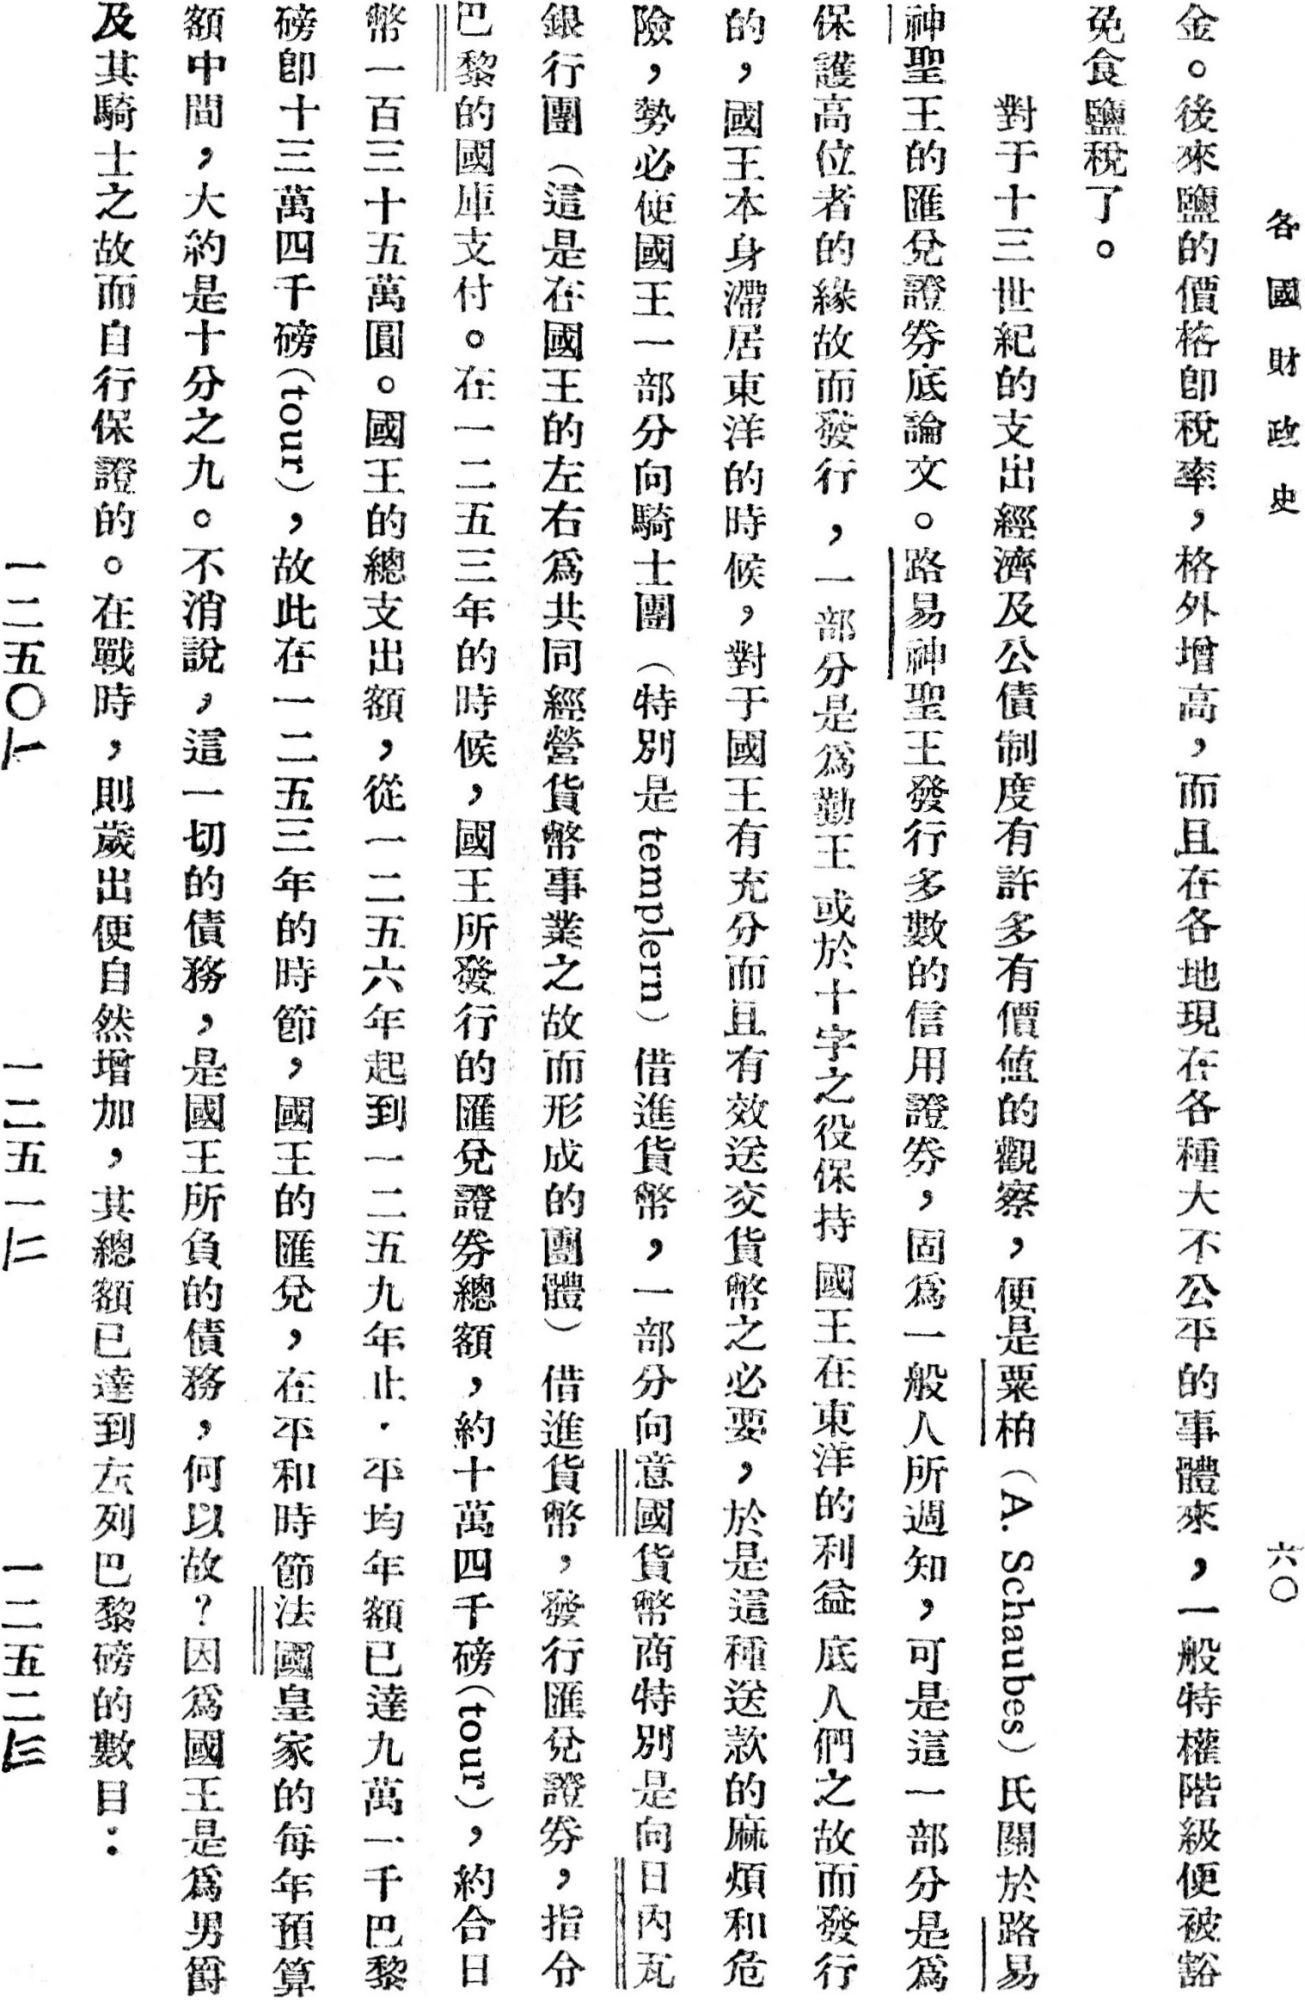 各國財政史
六〇
金。後來鹽的價格卽稅率，格外增高，而且在各地現在各種大不公平的事體來，一般特權階級便被豁
免食鹽稅了。
對于十三世紀的支出經濟及公債制度有許多有價値的觀察，便是粟柏（A. Schaubes）氏關於路易
神聖王的匯兌證券底論文。路易神聖王發行多數的信用證券，固爲一般人所週知，可是這一部分是爲
保護高位者的緣故而發行，一部分是爲勤王或於十字之役保持國王在東洋的利益底人們之故而發行
的，國王本身滯居東洋的時候，對于國王有充分而且有效送交貨幣之必要，於是這種送款的麻煩和危
險，勢必使國王一部分向騎士團（特別是templern）借進貨幣，一部分向意國貨幣商特別是向日內瓦
銀行團（這是在國王的左右爲共同經營貨幣事業之故而形成的團體）借進貨幣，發行匯兌證券，指分
巴黎的國庫支付。在一二五三年的時候，國王所發行的匯兌證券總額，約十萬四千磅（tour），約合日
幣一百三十五萬圓。國王的總支出額，從一二五六年起到一二五九年止．平均年額已達九萬一千巴黎
磅卽十三萬四千磅（tour），故此在一二五三年的時節，國王的匯兌，在平和時節法國皇家的每年預算
額中間，大約是十分之九。不消說，這一切的債務，是國王所負的債務，何以故？因爲國王是爲男爵
及其騎士之故而自行保證的。在戰時，則歲出便自然增加，其總額已達到左列巴黎磅的數目：
一二五〇/一　一二五一/二　一二五二/三